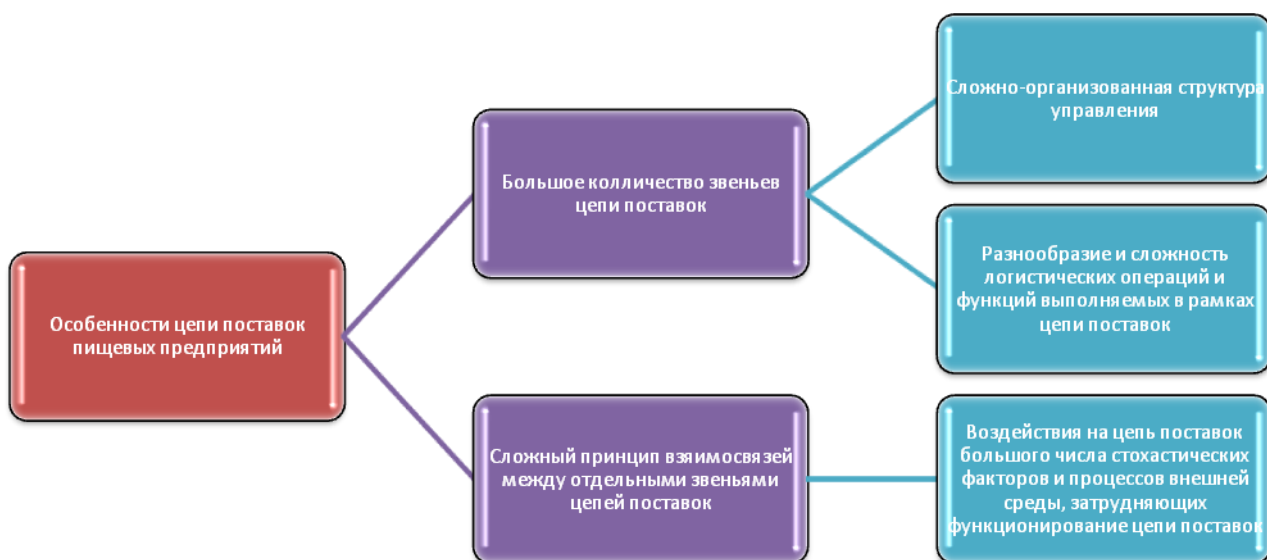 Особенности цепи поставок
пищевых предприятий
Большое колличество звеньев
цепи поставок
Сложно-организованная структура
управления
Разнообразие и сложность
логистических операций и
функций выполняемых в рамках
цепи поставок
Сложный принцип взяимосвязей
между отдельными звеньями
цепей поставок
Воздействия на цепь поставок
большого числа стохастических
факторов и процессов внешней
среды, затрудняющих
функционирование цепи поставок